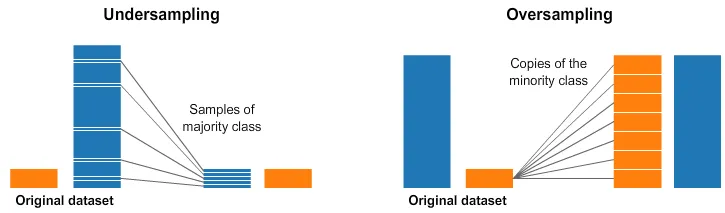 Undersampling
Samples of
majority class
Original dataset
Oversampling
Copies of the
minority class
Original dataset